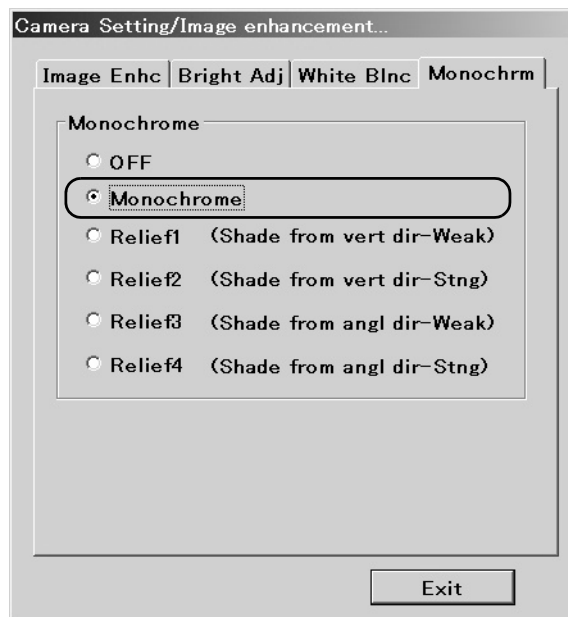 Camera Setting/Image enhancement...
Image Enhc Bright Adj White Blnc Monochrm
Monochrome
OFF
Monochrome
Relief1 (Shade from vert dir-Weak)
Relief2 (Shade from vert dir-Stng)
Relief3 (Shade from angl dir-Weak)
Relief4 (Shade from angl dir-Stng)
Exit